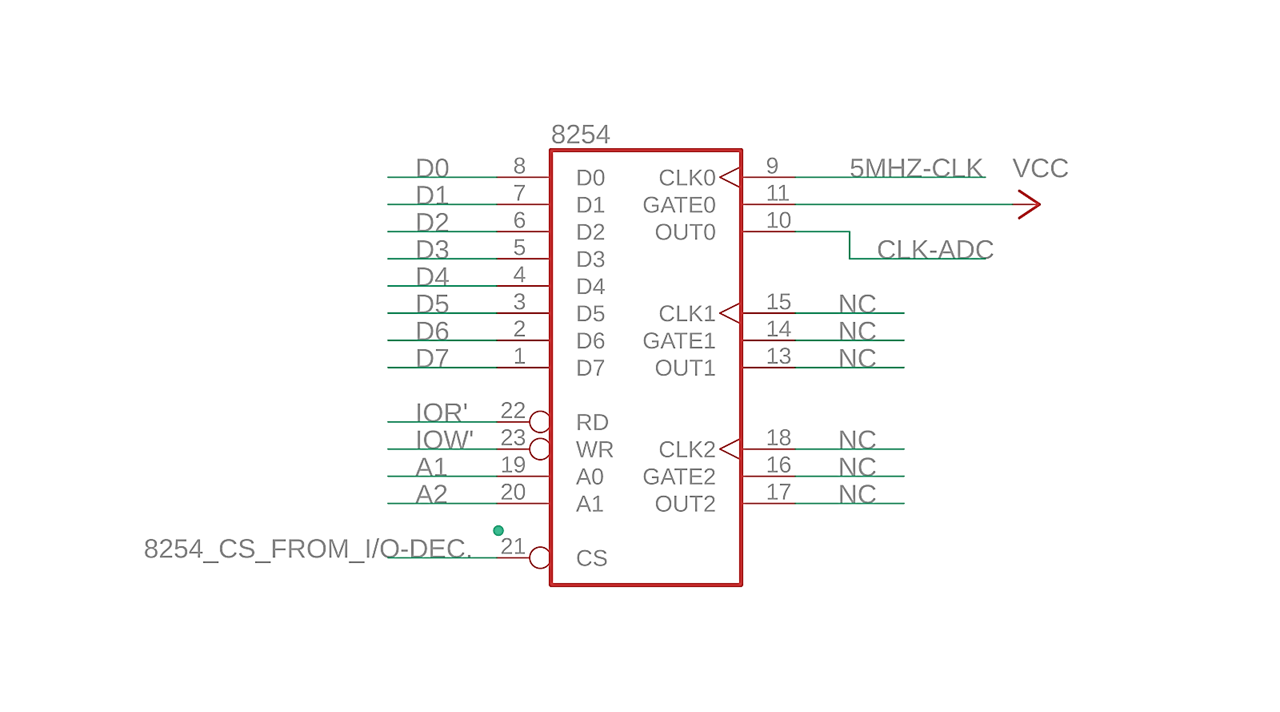 8254
D0 8 D0 CLK0 9 5MHZ-CLK VCC
D1 7 D1 GATE0 11
D2 6 D2 OUT0 10
D3 5 D3 CLK-ADC
D4 4 D4
D5 3 D5 CLK1 15 NC
D6 2 D6 GATE1 14 NC
D7 1 D7 OUT1 13 NC
IOR' 22 RD
IOW' 23 WR CLK2 18 NC
A1 19 A0 GATE2 16 NC
A2 20 A1 OUT2 17 NC
8254_CS_FROM_I/O-DEC. 21 CS